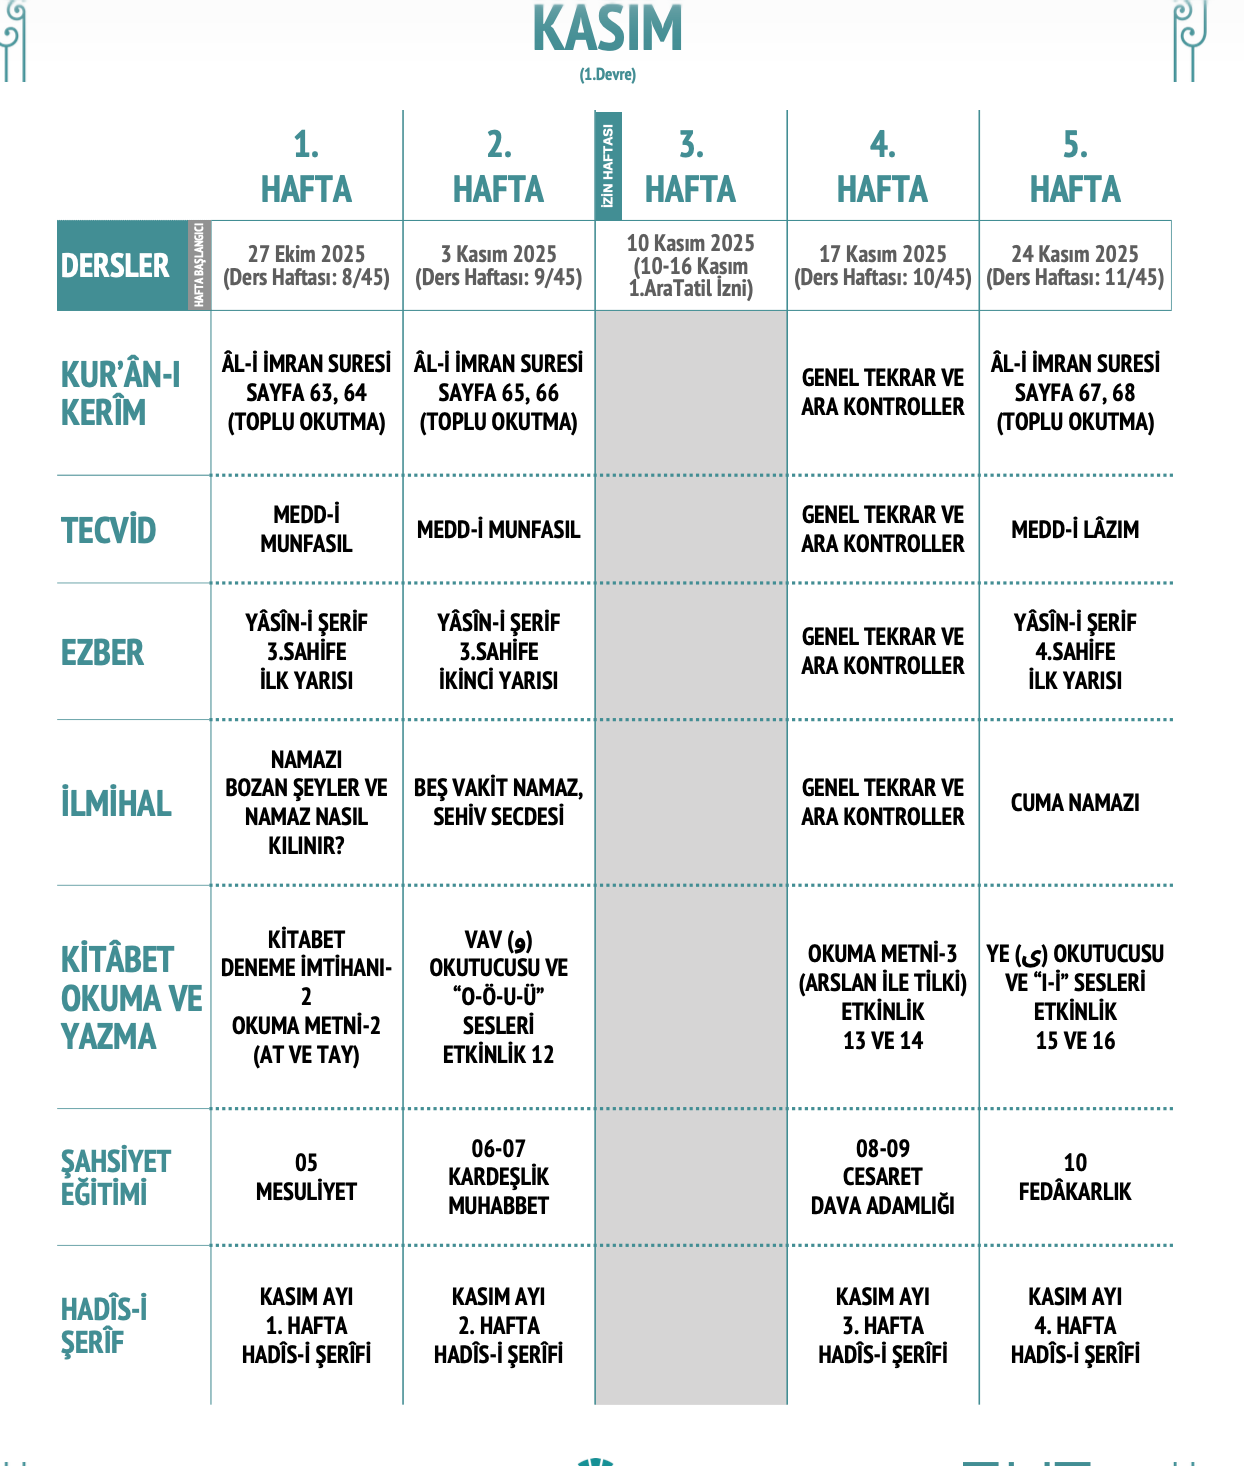 KASIM
(1.Devre)
1.
HAFTA
2.
HAFTA
İZİN HAFTASI
3.
HAFTA
4.
HAFTA
5.
HAFTA
DERSLER
HAFTA BAŞLANGICI
27 Ekim 2025
(Ders Haftası: 8/45)
3 Kasım 2025
(Ders Haftası: 9/45)
10 Kasım 2025
(10-16 Kasım
1.AraTatil İzni)
17 Kasım 2025
(Ders Haftası: 10/45)
24 Kasım 2025
(Ders Haftası: 11/45)
KUR’ÂN-I
KERÎM
ÂL-İ İMRAN SURESİ
SAYFA 63, 64
(TOPLU OKUTMA)
ÂL-İ İMRAN SURESİ
SAYFA 65, 66
(TOPLU OKUTMA)
GENEL TEKRAR VE
ARA KONTROLLER
ÂL-İ İMRAN SURESİ
SAYFA 67, 68
(TOPLU OKUTMA)
TECVİD
MEDD-İ
MUNFASIL
MEDD-İ MUNFASIL
GENEL TEKRAR VE
ARA KONTROLLER
MEDD-İ LÂZIM
EZBER
YÂSÎN-İ ŞERİF
3.SAHİFE
İLK YARISI
YÂSÎN-İ ŞERİF
3.SAHİFE
İKİNCİ YARISI
GENEL TEKRAR VE
ARA KONTROLLER
YÂSÎN-İ ŞERİF
4.SAHİFE
İLK YARISI
İLMİHAL
NAMAZI
BOZAN ŞEYLER VE
NAMAZ NASIL
KILINIR?
BEŞ VAKİT NAMAZ,
SEHİV SECDESİ
GENEL TEKRAR VE
ARA KONTROLLER
CUMA NAMAZI
KİTÂBET
OKUMA VE
YAZMA
KİTABET
DENEME İMTİHANI-
2
OKUMA METNİ-2
(AT VE TAY)
VAV (و)
OKUTUCUSU VE
“O-Ö-U-Ü”
SESLERİ
ETKİNLİK 12
OKUMA METNİ-3
(ARSLAN İLE TİLKİ)
ETKİNLİK
13 VE 14
YE (ى) OKUTUCUSU
VE “I-İ” SESLERİ
ETKİNLİK
15 VE 16
ŞAHSİYET
EĞİTİMİ
05
MESULİYET
06-07
KARDEŞLİK
MUHABBET
08-09
CESARET
DAVA ADAMLIĞI
10
FEDÂKARLIK
HADÎS-İ
ŞERÎF
KASIM AYI
1. HAFTA
HADÎS-İ ŞERÎFİ
KASIM AYI
2. HAFTA
HADÎS-İ ŞERÎFİ
KASIM AYI
3. HAFTA
HADÎS-İ ŞERÎFİ
KASIM AYI
4. HAFTA
HADÎS-İ ŞERÎFİ